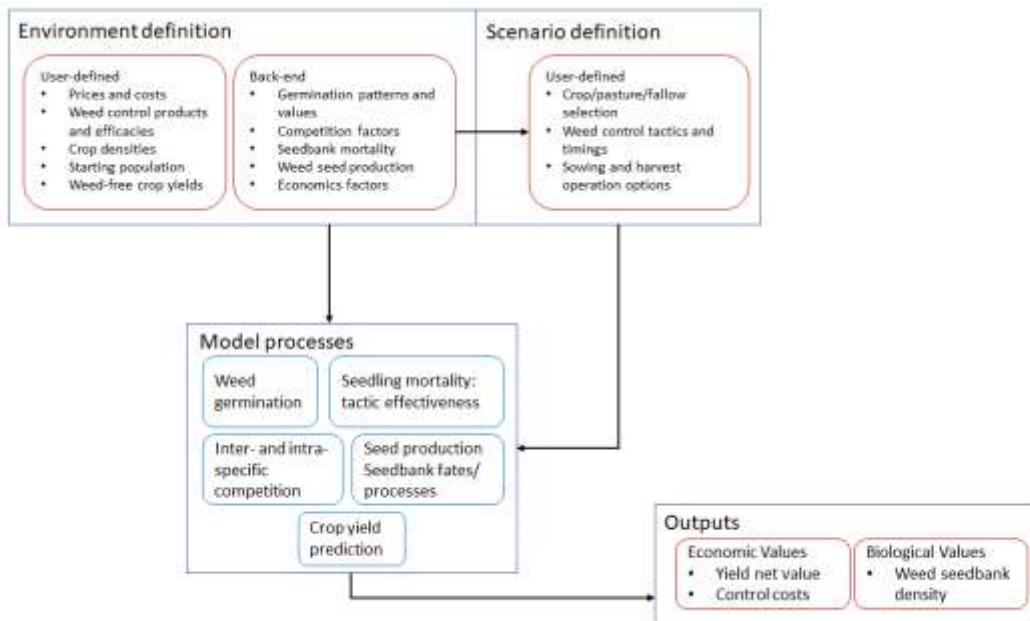 Environment definition
User-defined
• Prices and costs
• Weed control products
and efficacies
• Crop densities
• Starting population
• Weed-free crop yields
Back-end
• Germination patterns and
values
• Competition factors
• Seedbank mortality
• Weed seed production
• Economics factors
Scenario definition
User-defined
• Crop/pasture/fallow
selection
• Weed control tactics and
timings
• Sowing and harvest
operation options
Model processes
Weed
germination
Seedling mortality:
tactic effectiveness
Inter- and intra-
specific
competition
Seed production
Seedbank fates/
processes
Crop yield
prediction
Outputs
Economic Values
• Yield net value
• Control costs
Biological Values
• Weed seedbank
density